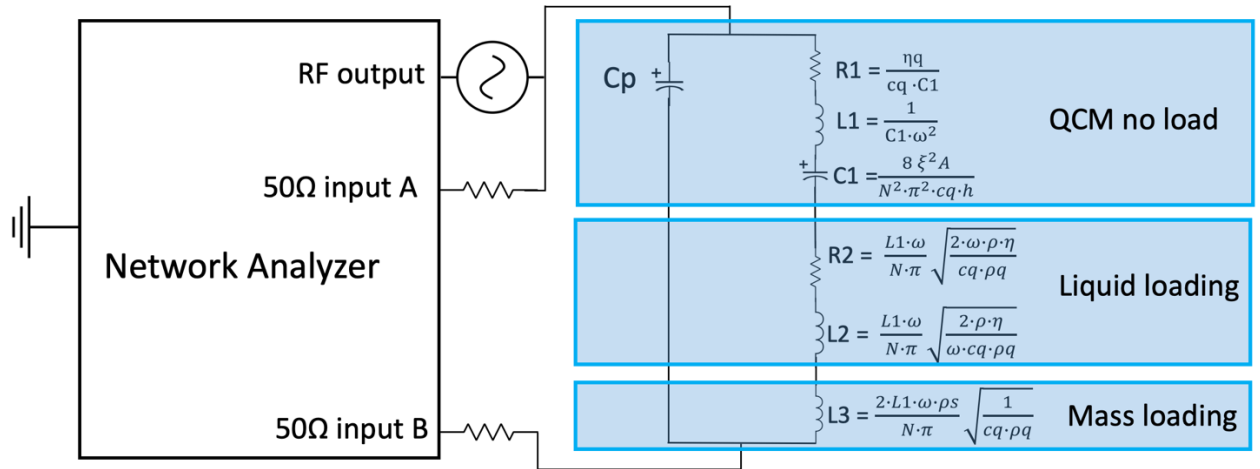 Network Analyzer
RF output
50Ω input A
50Ω input B
Cp
+
+
R1 = ηq / cq · C1
L1 = 1 / C1·ω²
C1 = 8 ξ² A / N²·π²·cq·h
QCM no load
R2 = L1·ω / N·π √(2·ω·ρ·η / cq·ρq)
L2 = L1·ω / N·π √(2·ρ·η / ω·cq·ρq)
Liquid loading
L3 = 2·L1·ω·ρs / N·π √(1 / cq·ρq)
Mass loading